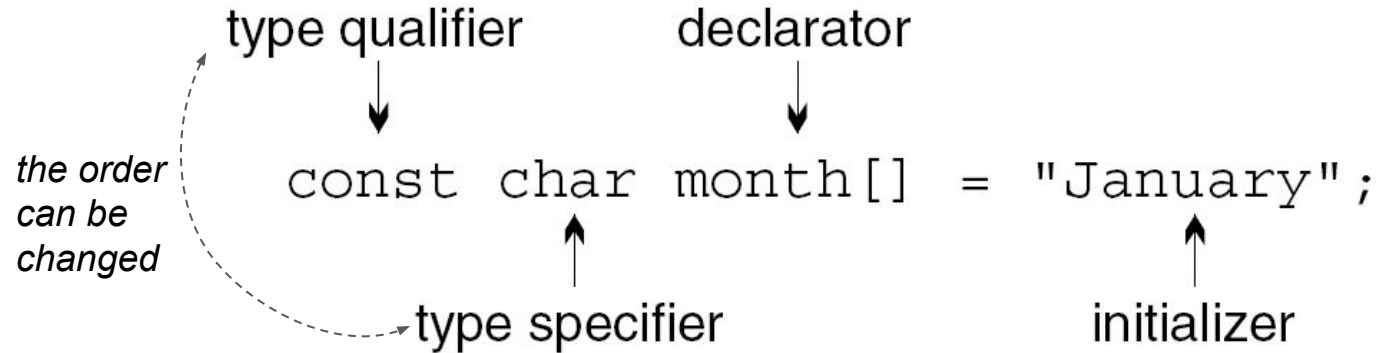 type qualifier declarator
the order
can be
changed
const char month[] = "January";
type specifier initializer